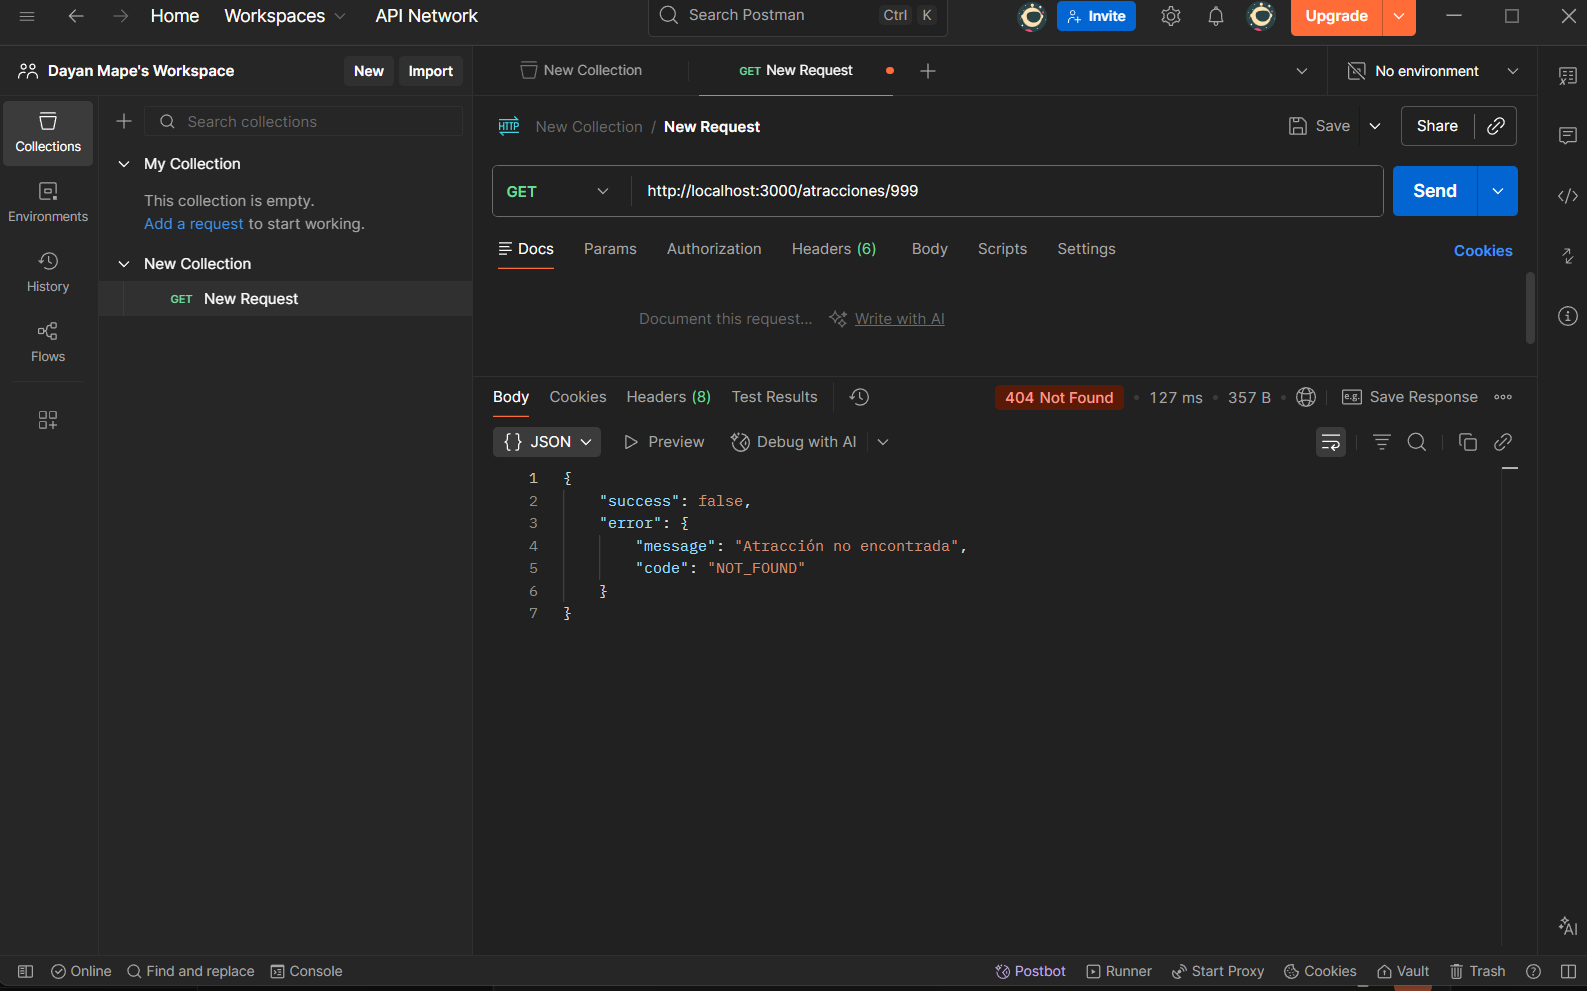 Home Workspaces API Network Search Postman Ctrl K Invite Upgrade
Dayan Mape's Workspace New Import New Collection GET New Request No environment
Collections
Environments
History
Flows
Search collections
My Collection
This collection is empty.
Add a request to start working.
New Collection
GET New Request
HTTP New Collection / New Request Save Share
GET http://localhost:3000/atracciones/999 Send
Docs Params Authorization Headers (6) Body Scripts Settings Cookies
Document this request... Write with AI
Body Cookies Headers (8) Test Results 404 Not Found • 127 ms • 357 B • e.g. Save Response
{} JSON Preview Debug with AI
1 {
2 "success": false,
3 "error": {
4 "message": "Atracción no encontrada",
5 "code": "NOT_FOUND"
6 }
7 }
AI
Online Find and replace Console Postbot Runner Start Proxy Cookies Vault Trash